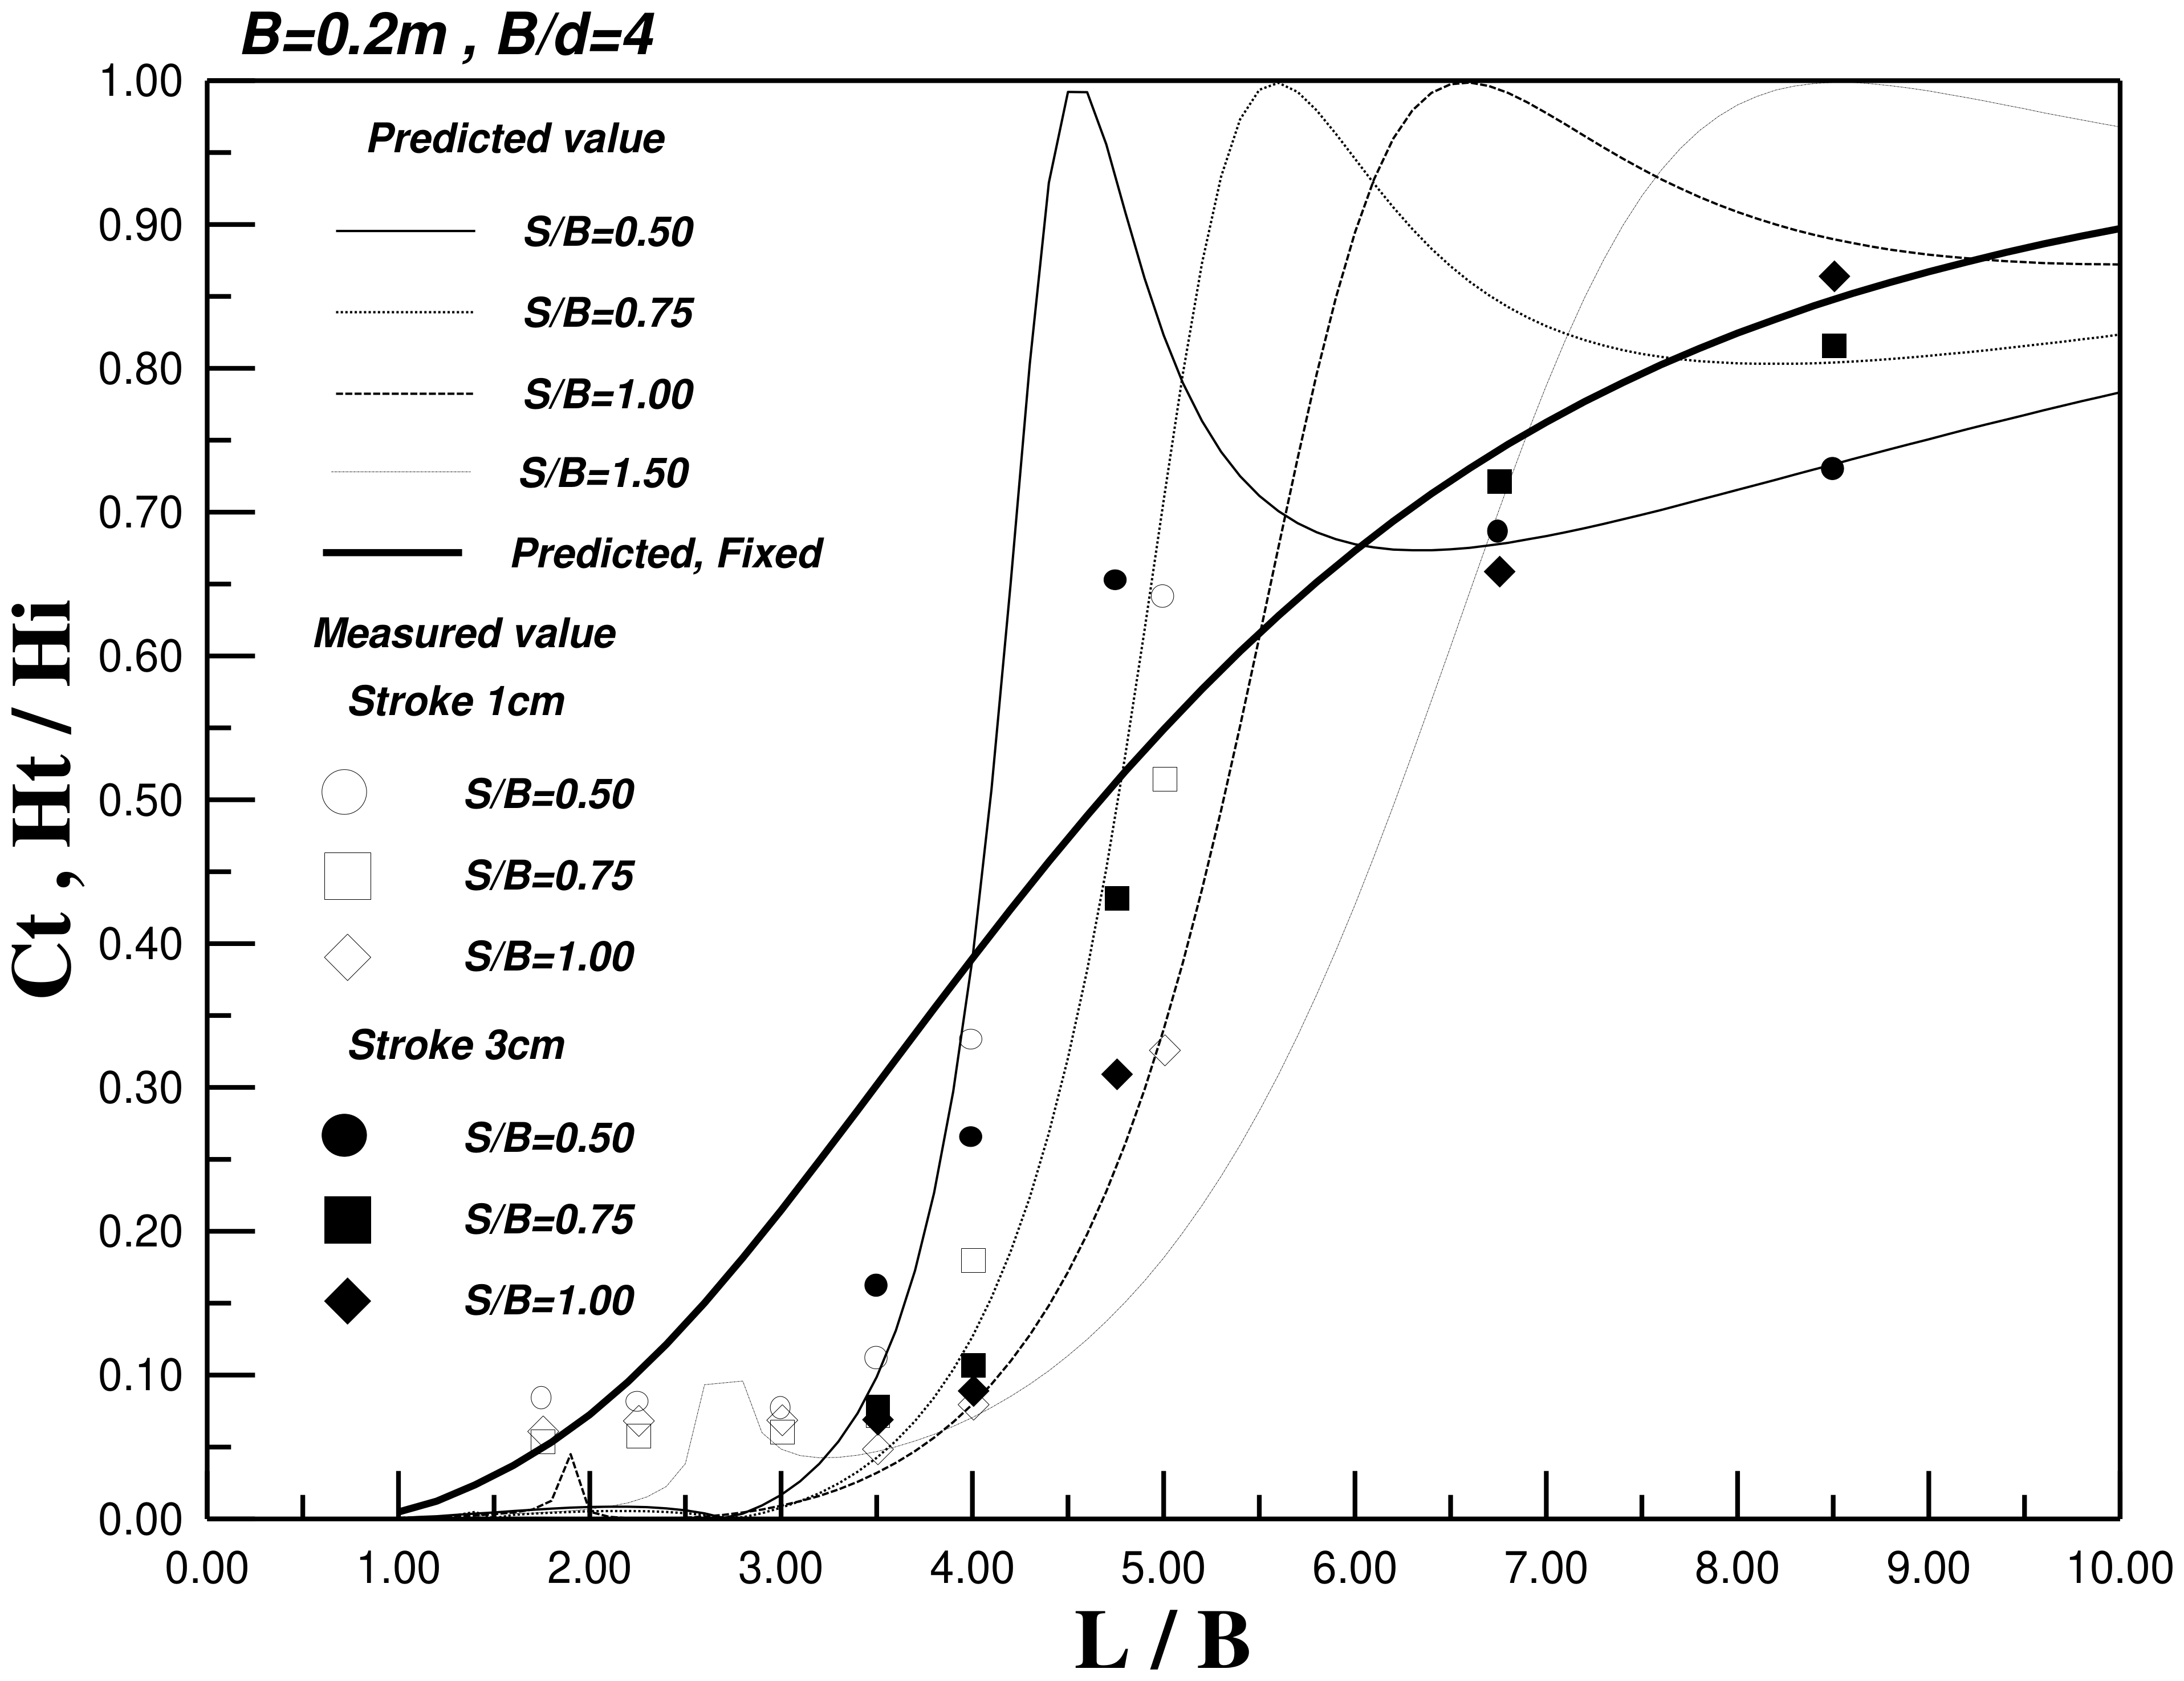 B=0.2m , B/d=4
Predicted value
S/B=0.50
S/B=0.75
S/B=1.00
S/B=1.50
Predicted, Fixed
Measured value
Stroke 1cm
S/B=0.50
S/B=0.75
S/B=1.00
Stroke 3cm
S/B=0.50
S/B=0.75
S/B=1.00
Ct , Ht / Hi
1.00
0.90
0.80
0.70
0.60
0.50
0.40
0.30
0.20
0.10
0.00
0.00 1.00 2.00 3.00 4.00 5.00 6.00 7.00 8.00 9.00 10.00
L / B